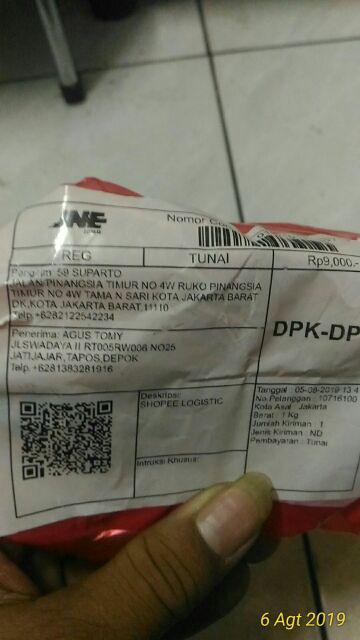 JNE
Nomor
REG
TUNAI
Rp9,000.-
Pengirim: 59 SUPARTO
JALAN PINANGSIA TIMUR NO 4W RUKO PINANGSIA
TIMUR NO 4W TAMA N SARI KOTA JAKARTA BARAT
DK,KOTA JAKARTA BARAT,11110
Telp.+6282122542234
Penerima: AGUS TOMY
JLSWADAYA II RT005RW006 NO25
JATIJAJAR,TAPOS,DEPOK
Telp.+6281383281916
DPK-DP
Deskripsi:
SHOPEE LOGISTIC
Intruksi Khusus:
Tanggal : 05-08-2019 13.4
No.Pelanggan : 10716100
Kota Asal : Jakarta
Berat : 1 Kg
Jumlah Kiriman : 1
Jenis Kiriman : ND
Pembayaran : Tunai
6 Agt 2019